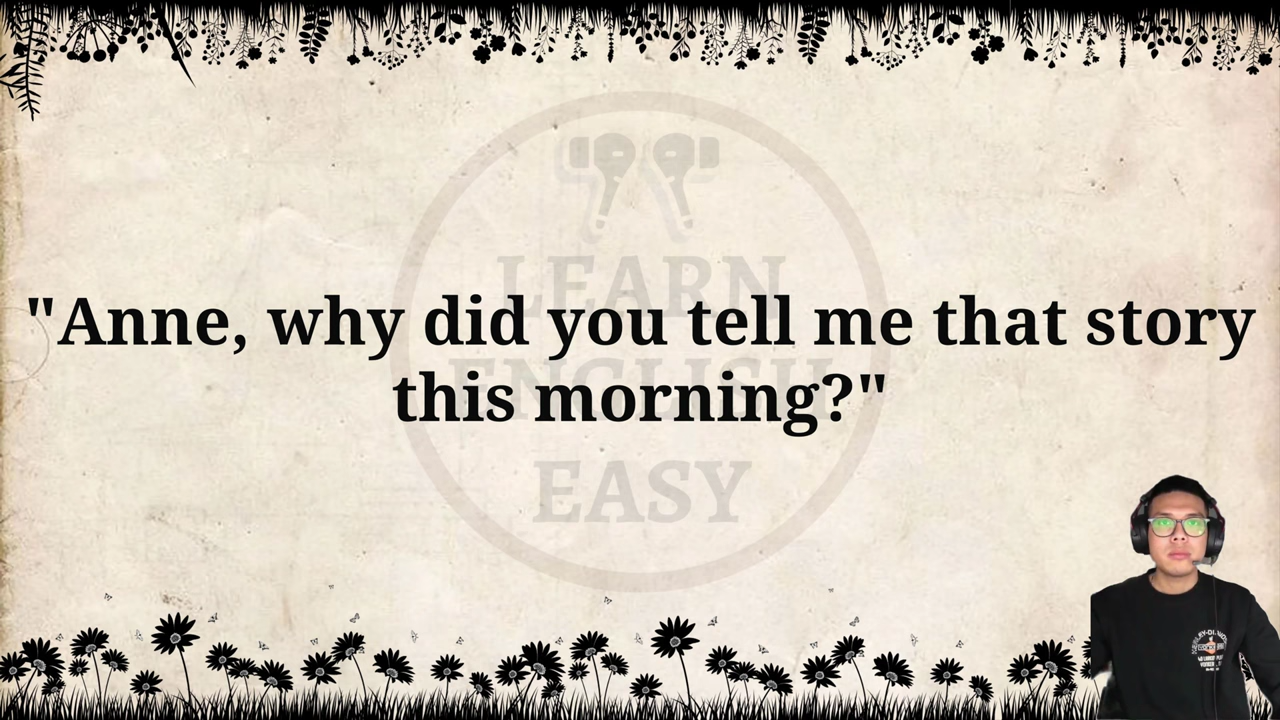 "Anne, why did you tell me that story
this morning?"
LEARN
ENGLISH
EASY